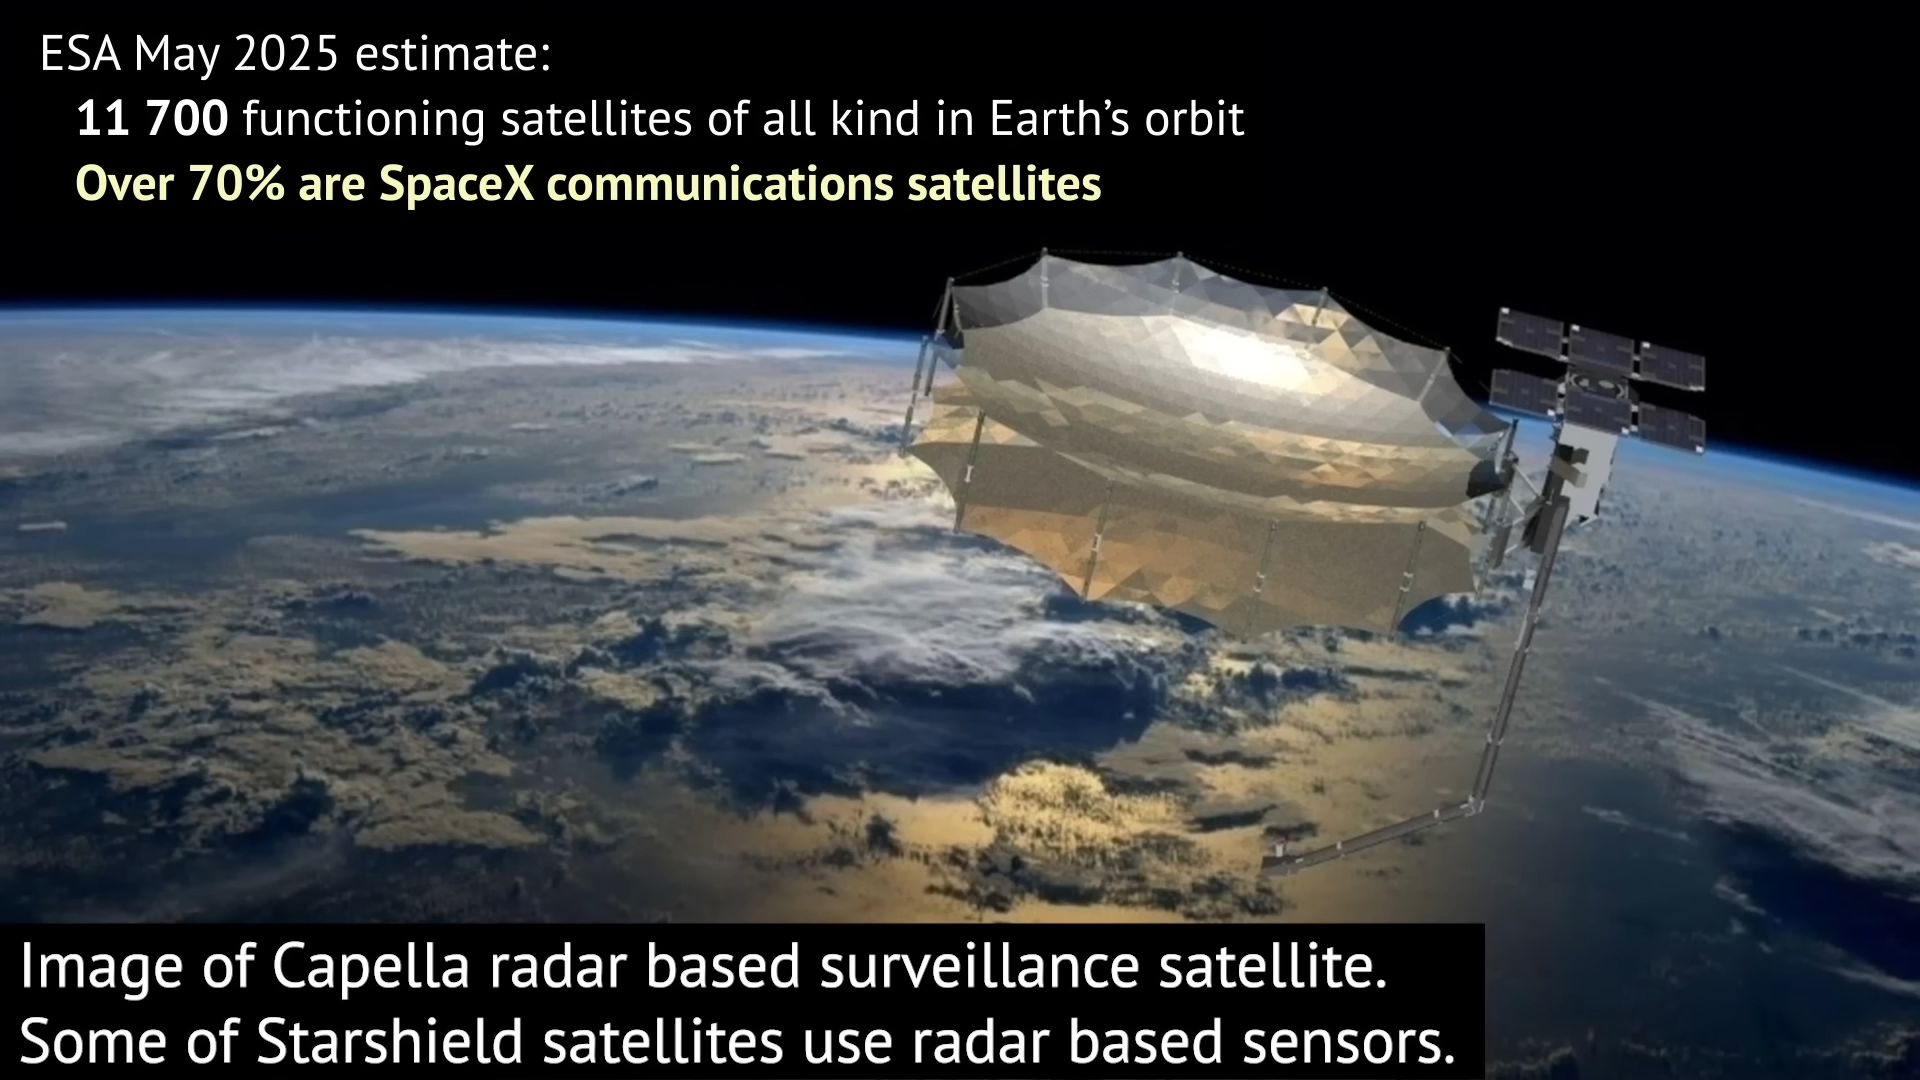 ESA May 2025 estimate:
11 700 functioning satellites of all kind in Earth’s orbit
Over 70% are SpaceX communications satellites
Image of Capella radar based surveillance satellite.
Some of Starshield satellites use radar based sensors.